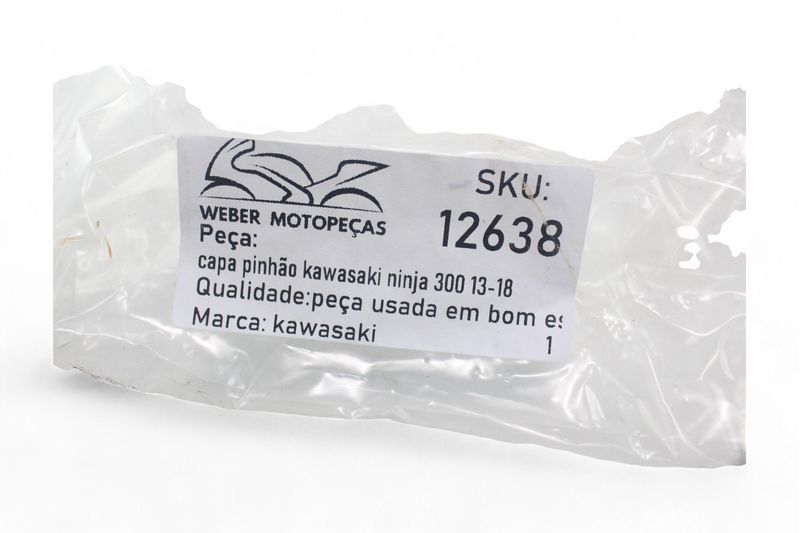 WEBER MOTOPEÇAS
SKU:
12638
Peça:
capa pinhão kawasaki ninja 300 13-18
Qualidade:peça usada em bom es
Marca: kawasaki
1